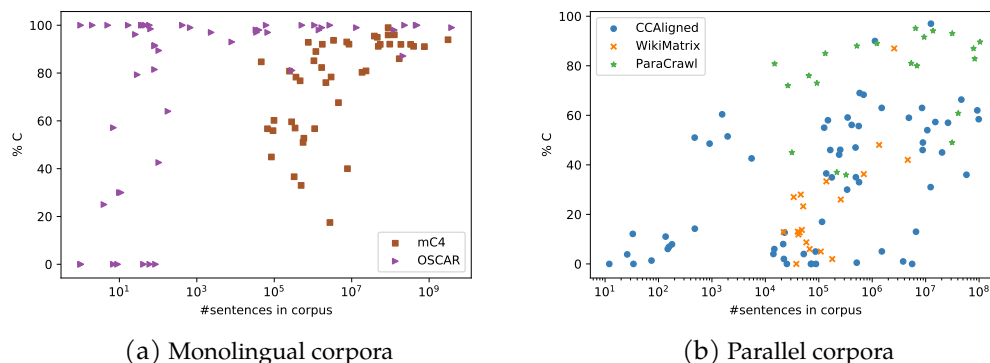 100
80
60
40
20
0
% C
mC4
OSCAR
10¹ 10³ 10⁵ 10⁷ 10⁹
#sentences in corpus
(a) Monolingual corpora
100
80
60
40
20
0
% C
CCAligned
WikiMatrix
ParaCrawl
10¹ 10² 10³ 10⁴ 10⁵ 10⁶ 10⁷ 10⁸
#sentences in corpus
(b) Parallel corpora